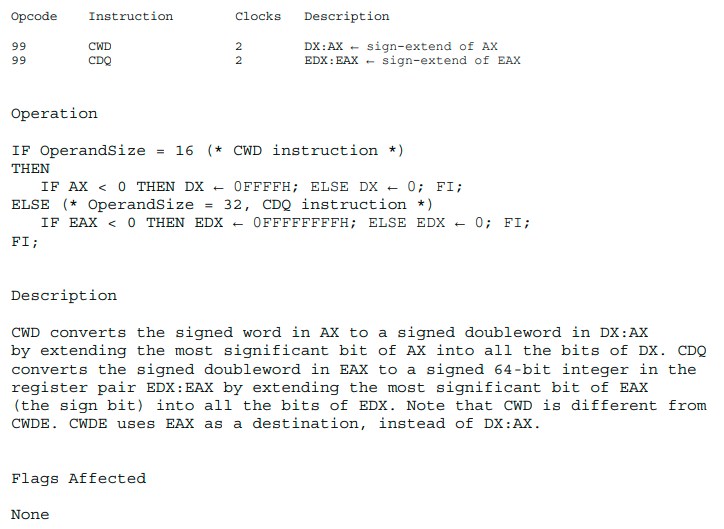 Opcode Instruction Clocks Description
99 CWD 2 DX:AX ← sign-extend of AX
99 CDQ 2 EDX:EAX ← sign-extend of EAX
Operation
IF OperandSize = 16 (* CWD instruction *)
THEN
IF AX < 0 THEN DX ← 0FFFFH; ELSE DX ← 0; FI;
ELSE (* OperandSize = 32, CDQ instruction *)
IF EAX < 0 THEN EDX ← 0FFFFFFFFH; ELSE EDX ← 0; FI;
FI;
Description
CWD converts the signed word in AX to a signed doubleword in DX:AX
by extending the most significant bit of AX into all the bits of DX. CDQ
converts the signed doubleword in EAX to a signed 64-bit integer in the
register pair EDX:EAX by extending the most significant bit of EAX
(the sign bit) into all the bits of EDX. Note that CWD is different from
CWDE. CWDE uses EAX as a destination, instead of DX:AX.
Flags Affected
None